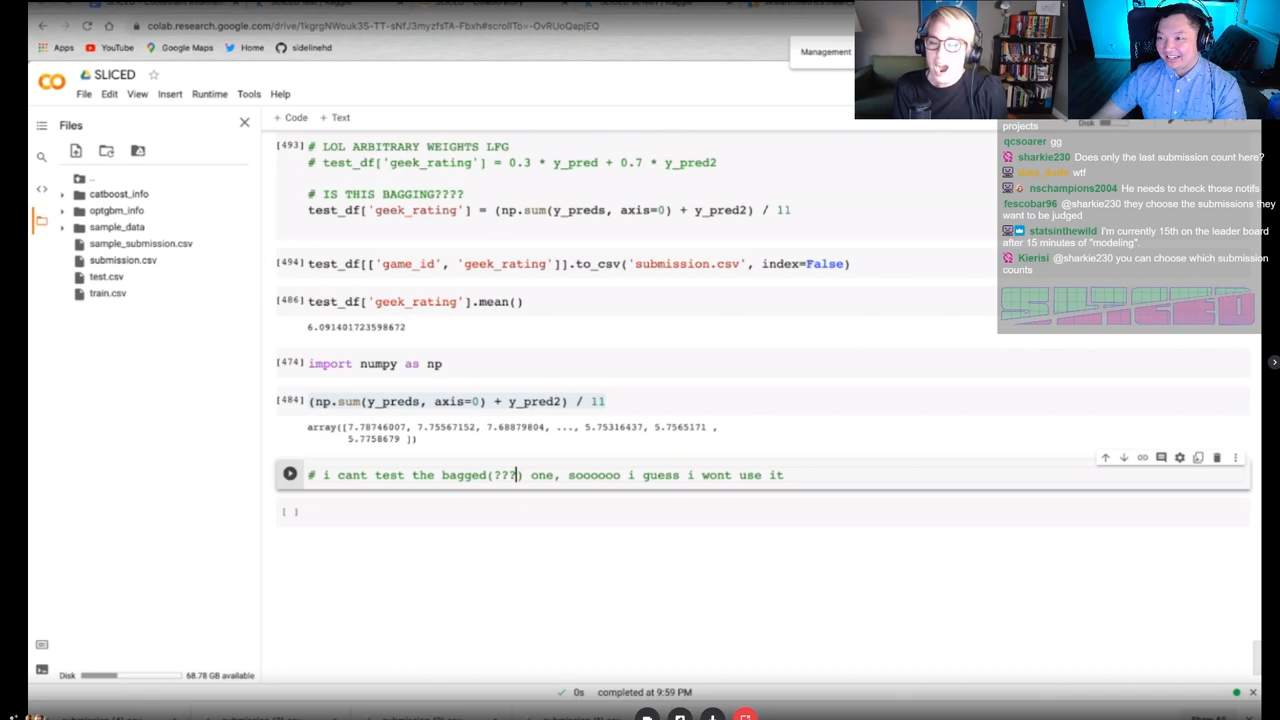 colab.research.google.com/drive/1kgrgNWouk35-TT-sNfJ3myzfsTA-Fbxh#scrollTo=-OvRUoQapjEQ
Apps YouTube Google Maps Home sidelinehd
Management
SLICED
File Edit View Insert Runtime Tools Help
Files
+ Code + Text
Disk
..
catboost_info
optgbm_info
sample_data
sample_submission.csv
submission.csv
test.csv
train.csv
Disk 68.78 GB available
[493] # LOL ARBITRARY WEIGHTS LFG
# test_df['geek_rating'] = 0.3 * y_pred + 0.7 * y_pred2
# IS THIS BAGGING????
test_df['geek_rating'] = (np.sum(y_preds, axis=0) + y_pred2) / 11
[494] test_df[['game_id', 'geek_rating']].to_csv('submission.csv', index=False)
[486] test_df['geek_rating'].mean()
6.091401723598672
[474] import numpy as np
[484] (np.sum(y_preds, axis=0) + y_pred2) / 11
array([7.78746007, 7.75567152, 7.68879804, ..., 5.75316437, 5.7565171 ,
5.7758679 ])
# i cant test the bagged(???) one, soooooo i guess i wont use it
[ ]
0s completed at 9:59 PM
projects
qcsoarer gg
sharkie230 Does only the last submission count here?
wtf
nschampions2004 He needs to check those notifs
fescobar96 @sharkie230 they choose the submissions they
want to be judged
statsinthewild I'm currently 15th on the leader board
after 15 minutes of "modeling".
Kierisi @sharkie230 you can choose which submission
counts
SLICED